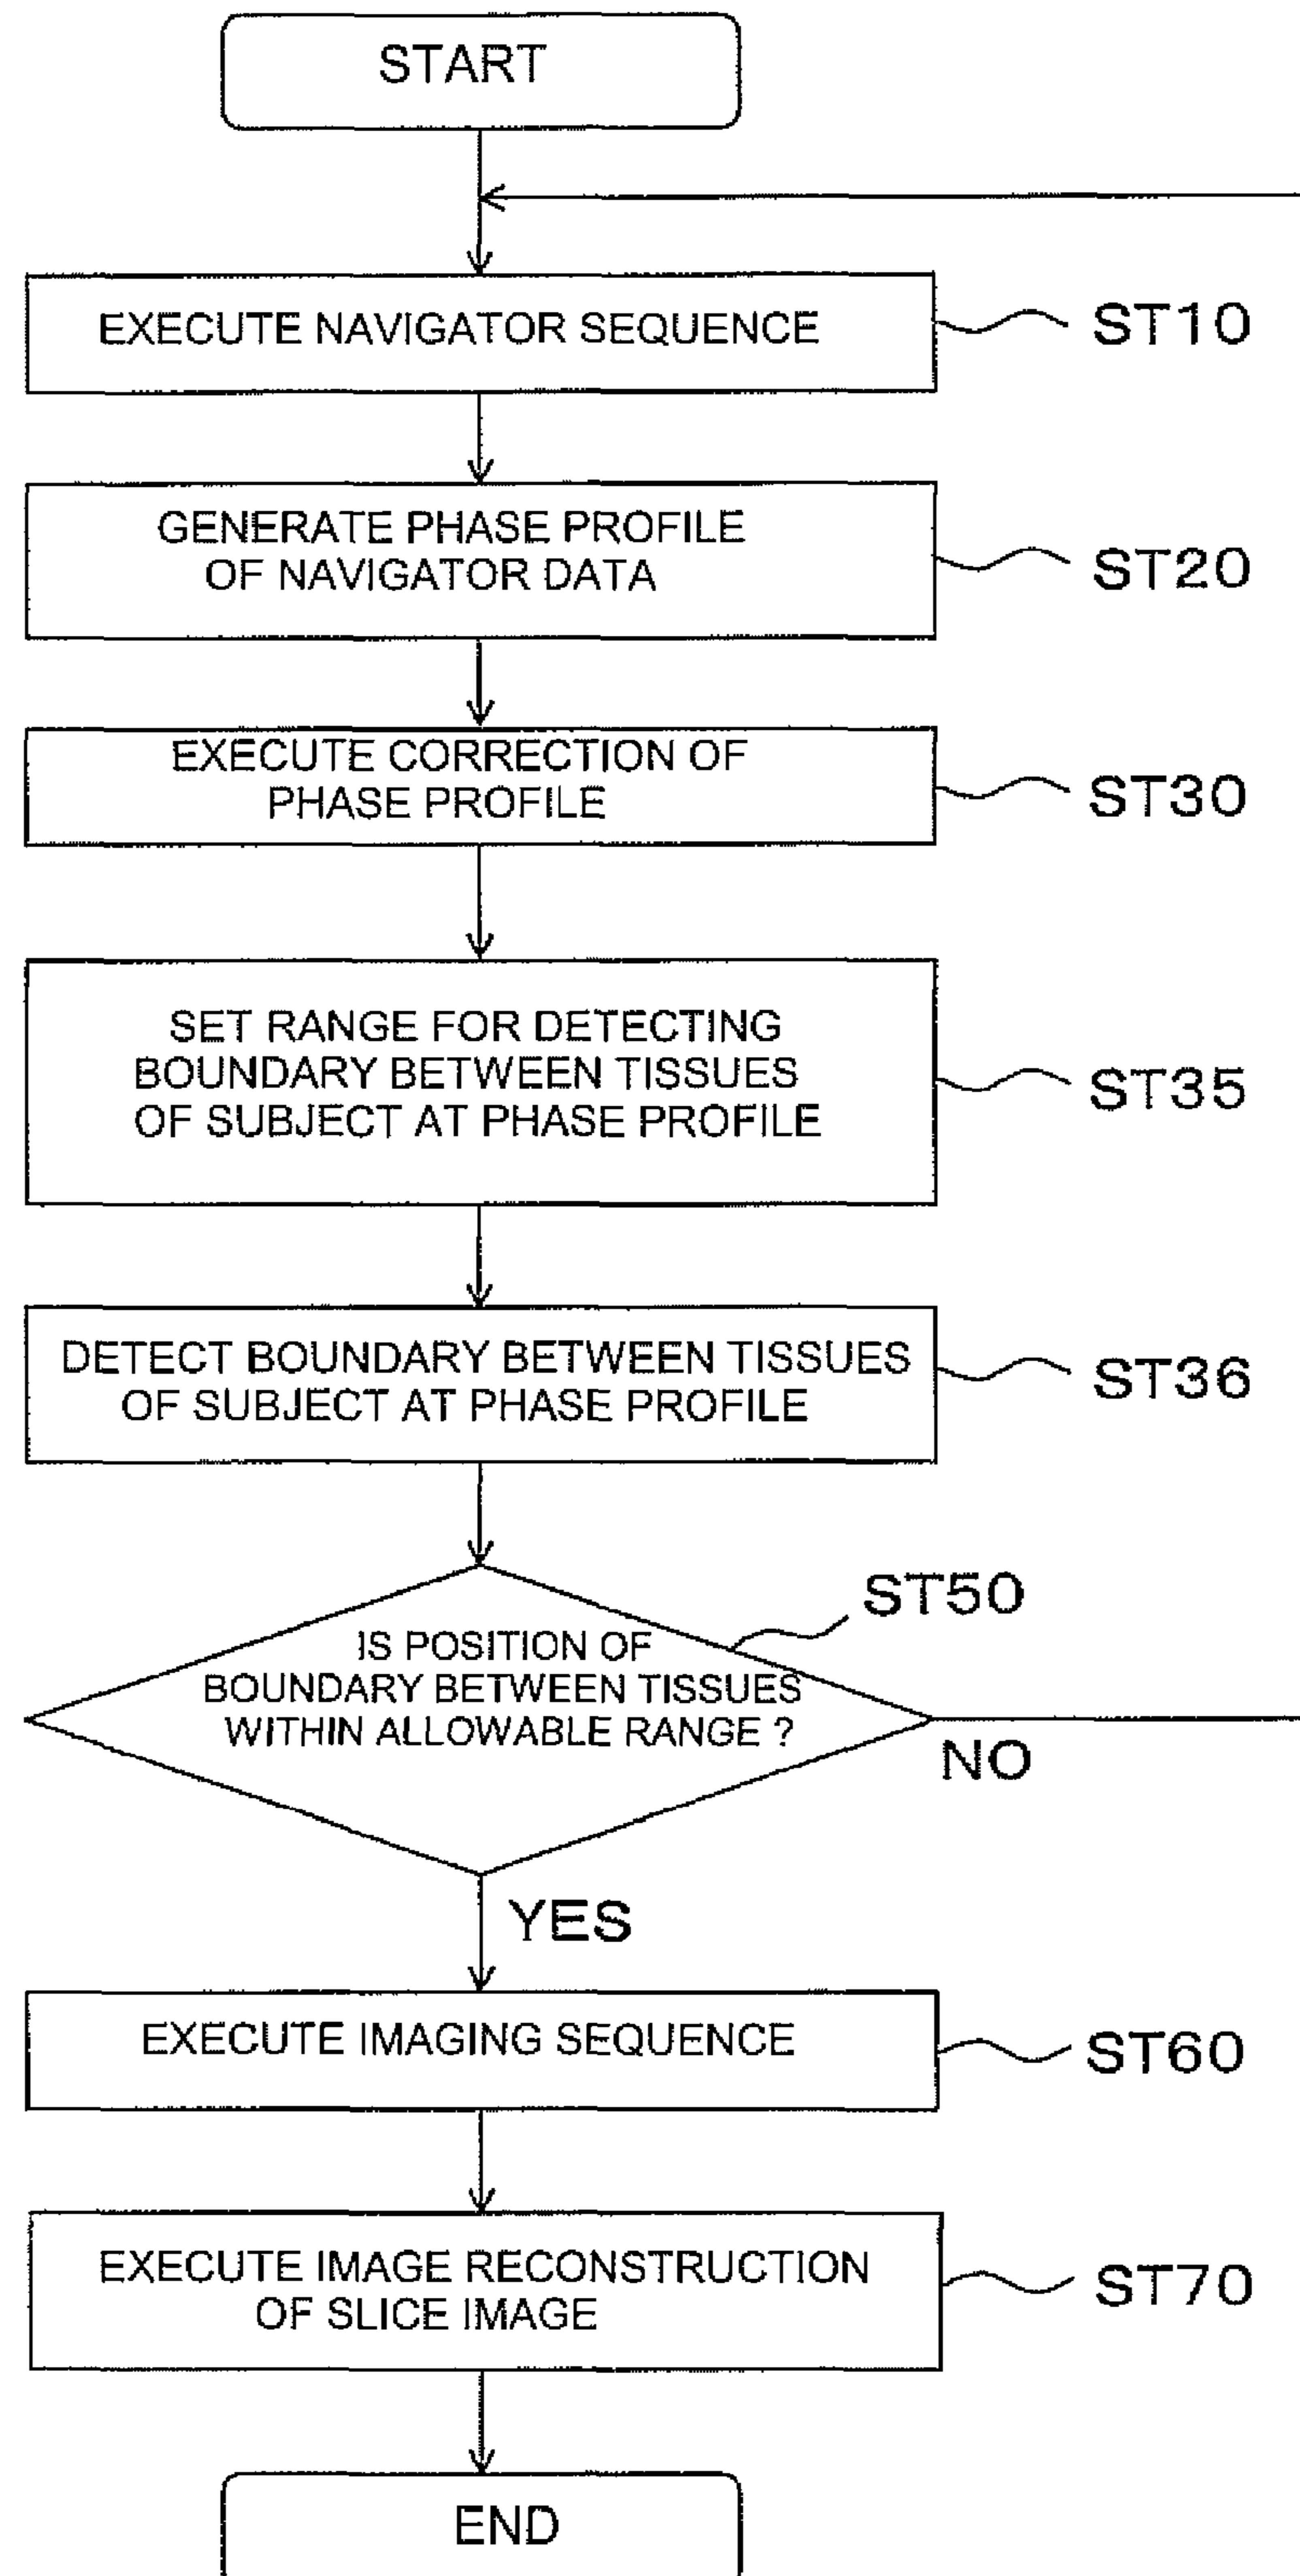 START
EXECUTE NAVIGATOR SEQUENCE
ST10
GENERATE PHASE PROFILE
OF NAVIGATOR DATA
ST20
EXECUTE CORRECTION OF
PHASE PROFILE
ST30
SET RANGE FOR DETECTING
BOUNDARY BETWEEN TISSUES
OF SUBJECT AT PHASE PROFILE
ST35
DETECT BOUNDARY BETWEEN TISSUES
OF SUBJECT AT PHASE PROFILE
ST36
ST50
IS POSITION OF
BOUNDARY BETWEEN TISSUES
WITHIN ALLOWABLE RANGE ?
NO
YES
EXECUTE IMAGING SEQUENCE
ST60
EXECUTE IMAGE RECONSTRUCTION
OF SLICE IMAGE
ST70
END